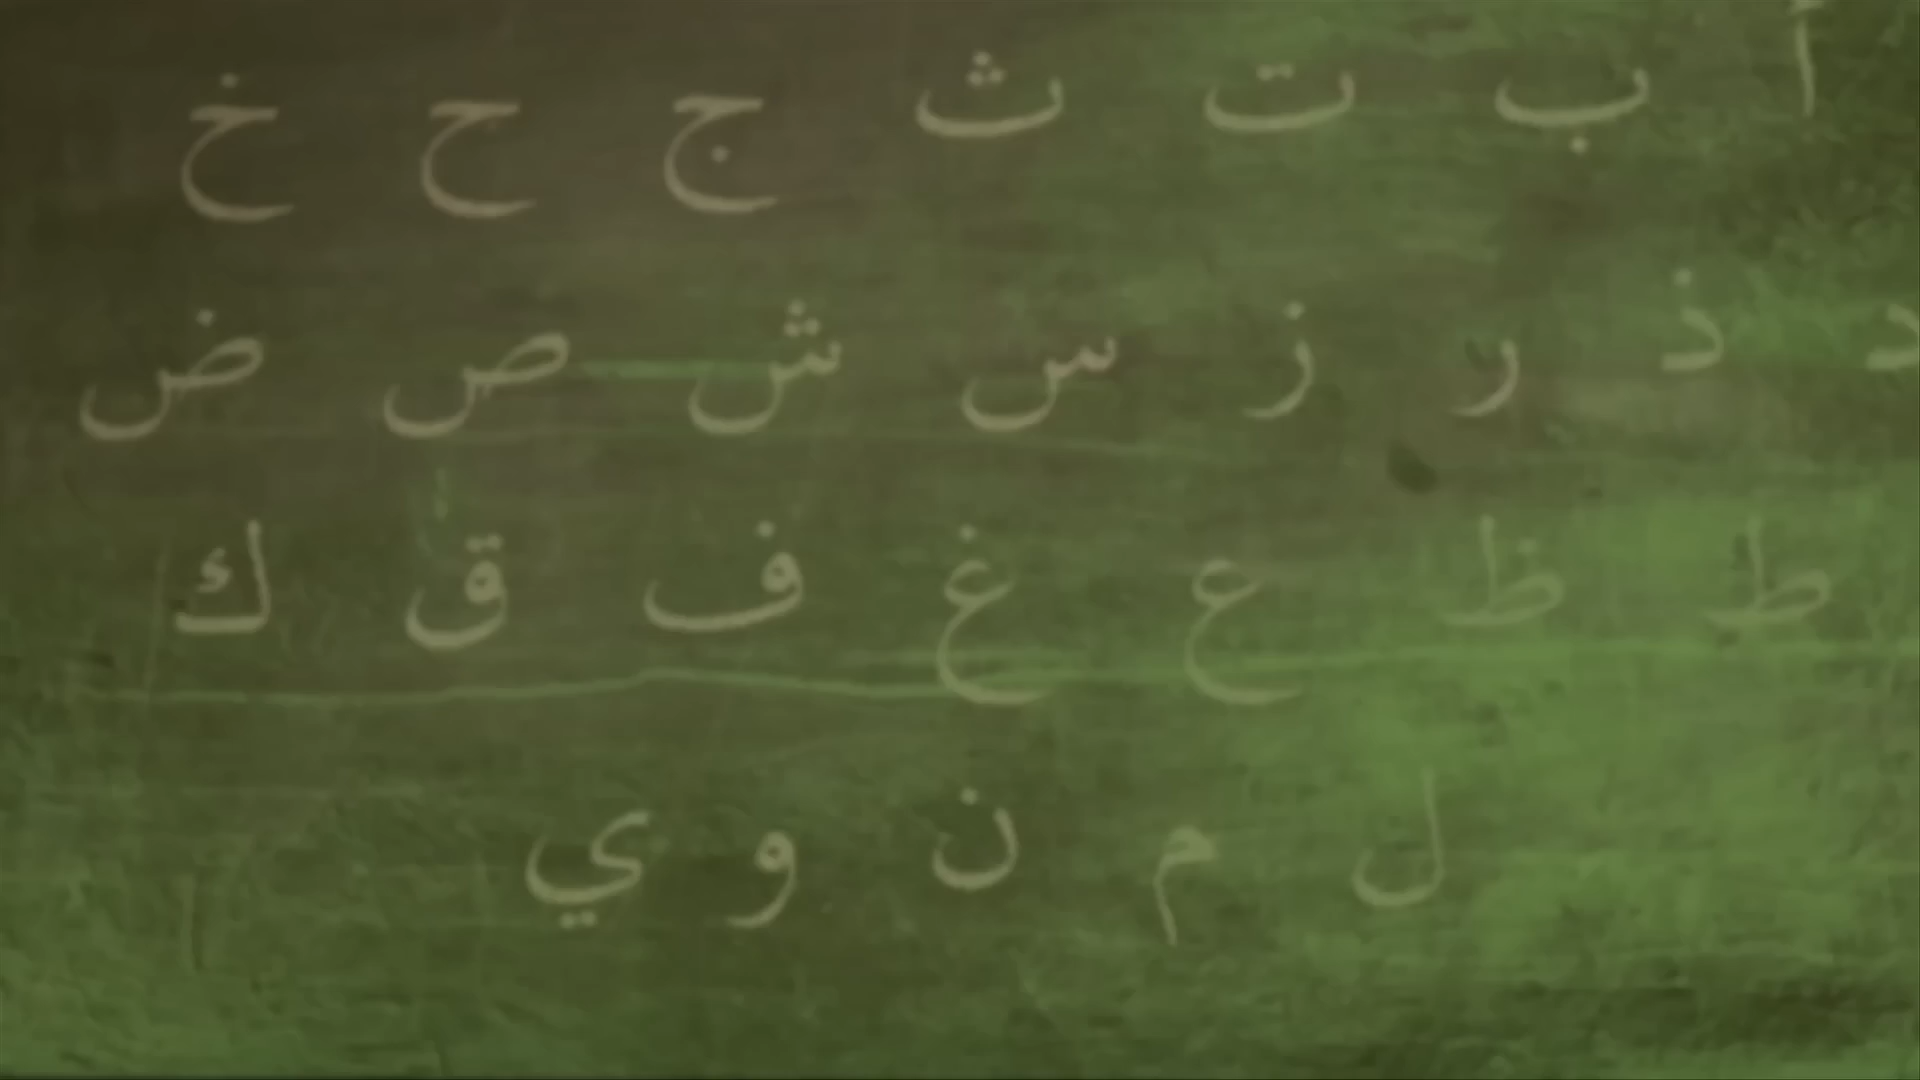 أ ب ت ث ج ح خ
د ذ ر ز س ش ص ض
ط ظ ع غ ف ق ك
ل م ن و ي